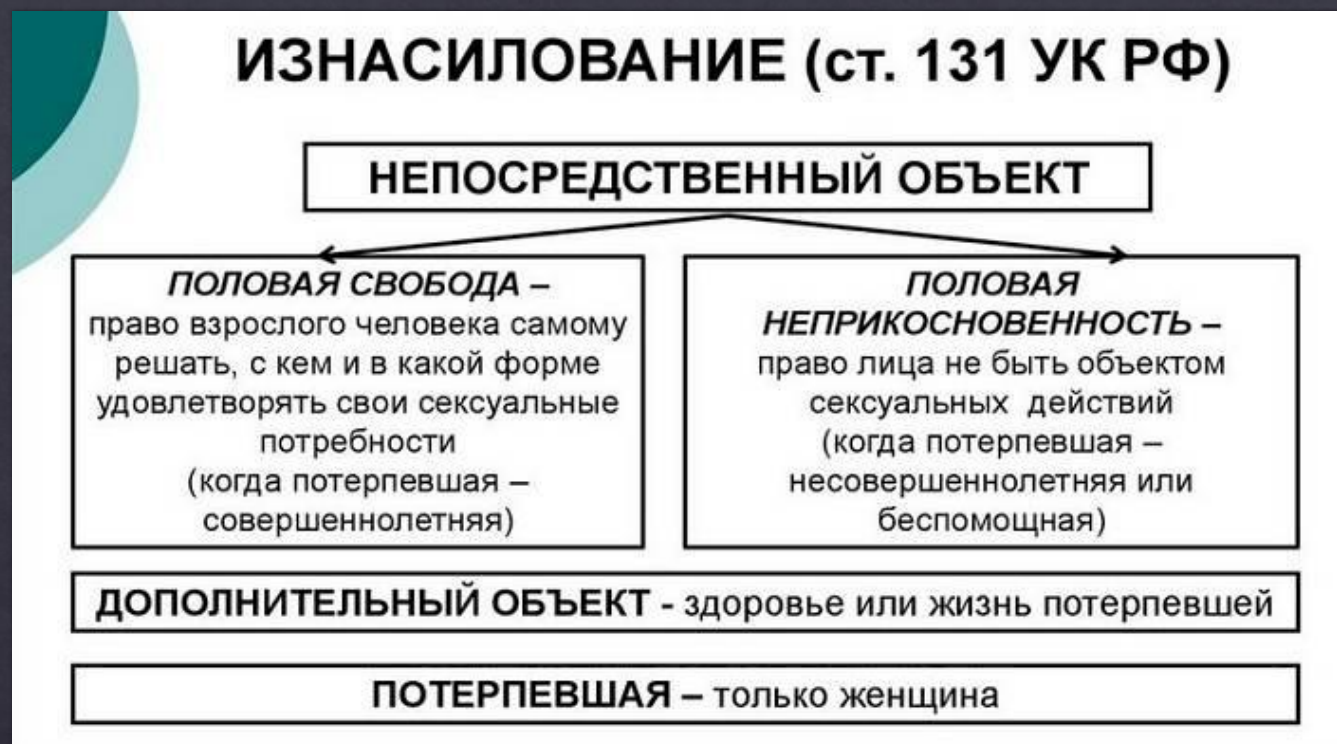 ИЗНАСИЛОВАНИЕ (ст. 131 УК РФ)
НЕПОСРЕДСТВЕННЫЙ ОБЪЕКТ
ПОЛОВАЯ СВОБОДА –
право взрослого человека самому
решать, с кем и в какой форме
удовлетворять свои сексуальные
потребности
(когда потерпевшая –
совершеннолетняя)
ПОЛОВАЯ
НЕПРИКОСНОВЕННОСТЬ –
право лица не быть объектом
сексуальных действий
(когда потерпевшая –
несовершеннолетняя или
беспомощная)
ДОПОЛНИТЕЛЬНЫЙ ОБЪЕКТ - здоровье или жизнь потерпевшей
ПОТЕРПЕВШАЯ – только женщина